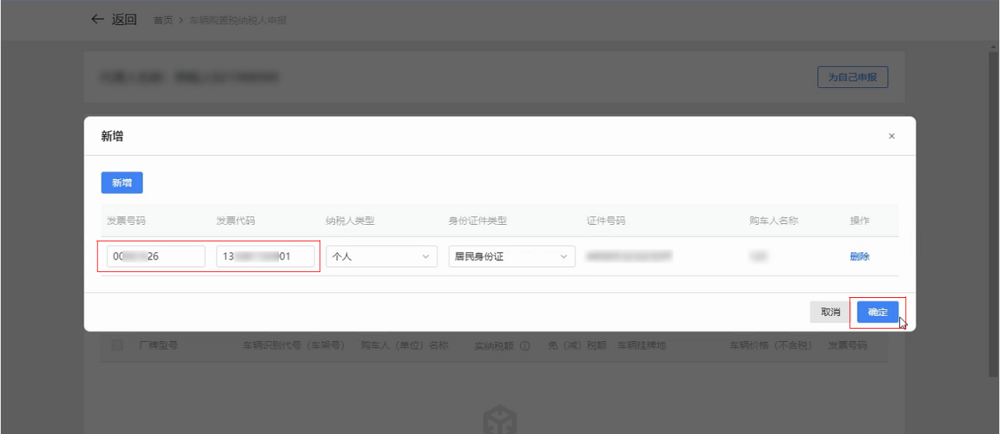 返回 首页 > 车辆购置税纳税人申报
为自己申报
新增 ×
新增
发票号码 发票代码 纳税人类型 身份证件类型 证件号码 购车人名称 操作
00 26 13 01 个人 居民身份证 删除
取消 确定
厂牌型号 车辆识别代号（车架号） 购车人（单位）名称 实纳税额 免（减）税额 车辆挂牌地 车辆价格（不含税） 发票号码